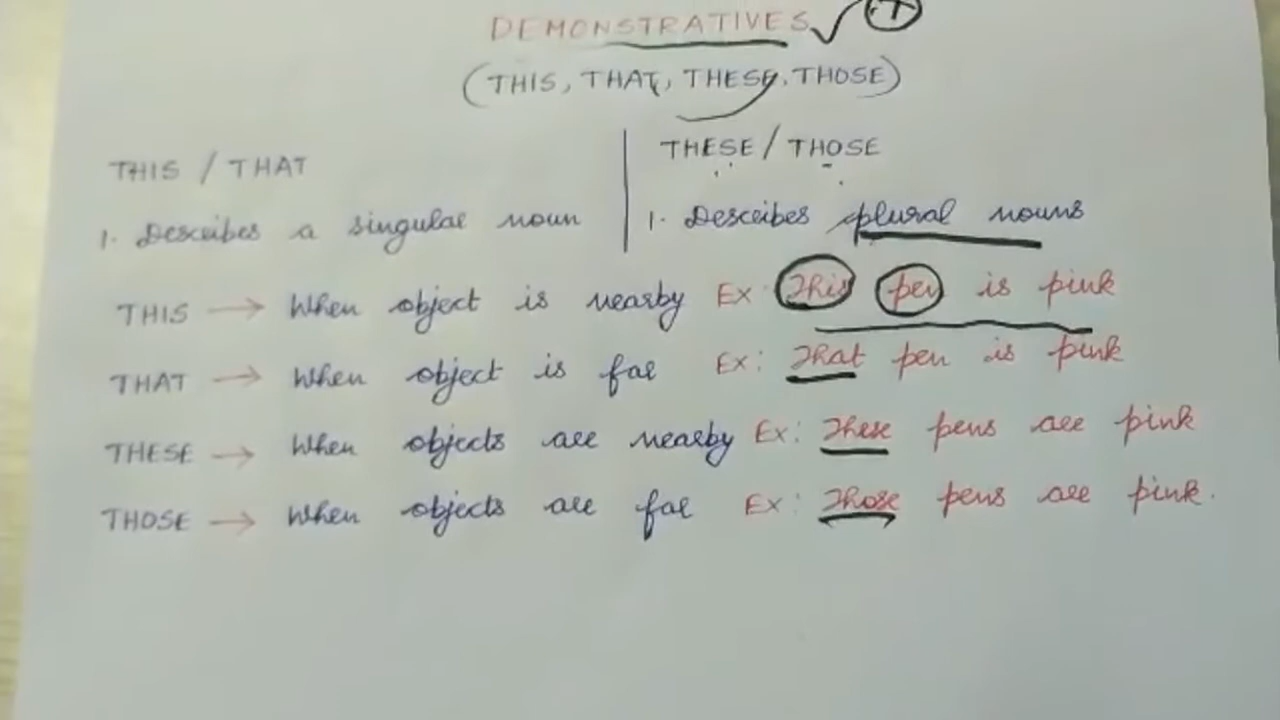 DEMONSTRATIVES
(THIS, THAT, THESE, THOSE)
THIS / THAT
THESE / THOSE
1. Describes a singular noun
1. Describes plural nouns
THIS → When object is nearby Ex: This pen is pink
THAT → When object is far Ex: That pen is pink
THESE → When objects are nearby Ex: These pens are pink
THOSE → When objects are far Ex: Those pens are pink.